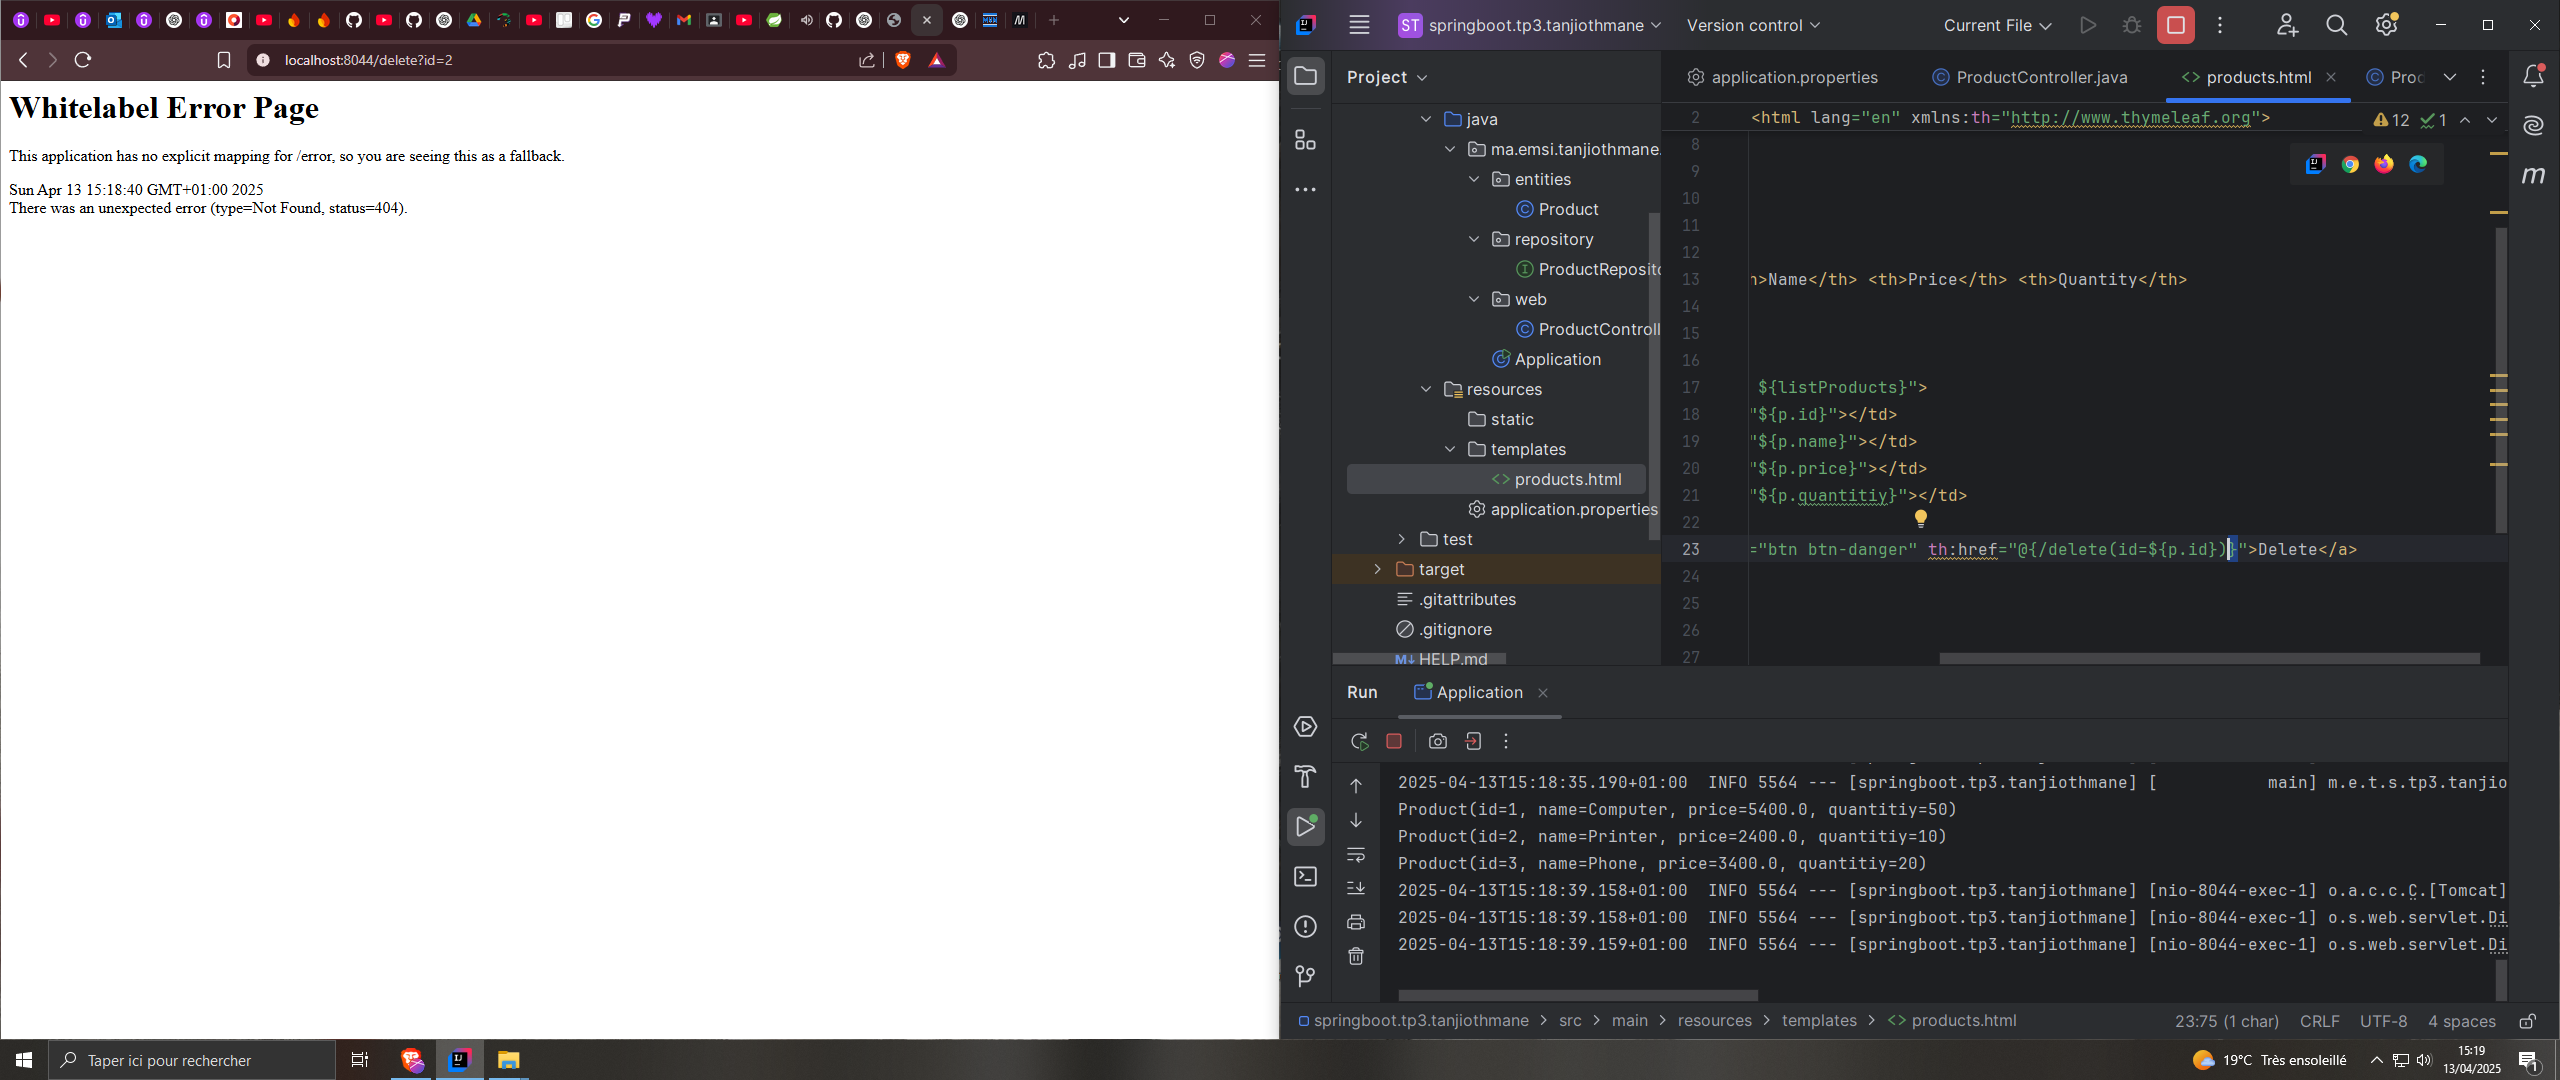 localhost:8044/delete?id=2
Whitelabel Error Page
This application has no explicit mapping for /error, so you are seeing this as a fallback.
Sun Apr 13 15:18:40 GMT+01:00 2025
There was an unexpected error (type=Not Found, status=404).
ST springboot.tp3.tanjiothmane
Version control
Current File
Project
java
ma.emsi.tanjiothmane.
entities
Product
repository
ProductReposito
web
ProductControll
Application
resources
static
templates
products.html
application.properties
test
target
.gitattributes
.gitignore
HELP.md
application.properties
ProductController.java
products.html
Prod
2 <html lang="en" xmlns:th="http://www.thymeleaf.org">
12 1
8
9
10
11
12
13 h>Name</th> <th>Price</th> <th>Quantity</th>
14
15
16
17 ${listProducts}">
18 "${p.id}"></td>
19 "${p.name}"></td>
20 "${p.price}"></td>
21 "${p.quantitiy}"></td>
22
23 ="btn btn-danger" th:href="@{/delete(id=${p.id})}">Delete</a>
24
25
26
27
Run
Application
2025-04-13T15:18:35.190+01:00  INFO 5564 --- [springboot.tp3.tanjiothmane] [           main] m.e.t.s.tp3.tanjio
Product(id=1, name=Computer, price=5400.0, quantitiy=50)
Product(id=2, name=Printer, price=2400.0, quantitiy=10)
Product(id=3, name=Phone, price=3400.0, quantitiy=20)
2025-04-13T15:18:39.158+01:00  INFO 5564 --- [springboot.tp3.tanjiothmane] [nio-8044-exec-1] o.a.c.c.C.[Tomcat]
2025-04-13T15:18:39.158+01:00  INFO 5564 --- [springboot.tp3.tanjiothmane] [nio-8044-exec-1] o.s.web.servlet.Di
2025-04-13T15:18:39.159+01:00  INFO 5564 --- [springboot.tp3.tanjiothmane] [nio-8044-exec-1] o.s.web.servlet.Di
springboot.tp3.tanjiothmane > src > main > resources > templates > products.html
23:75 (1 char) CRLF UTF-8 4 spaces
Taper ici pour rechercher
19°C Très ensoleillé
15:19
13/04/2025
1